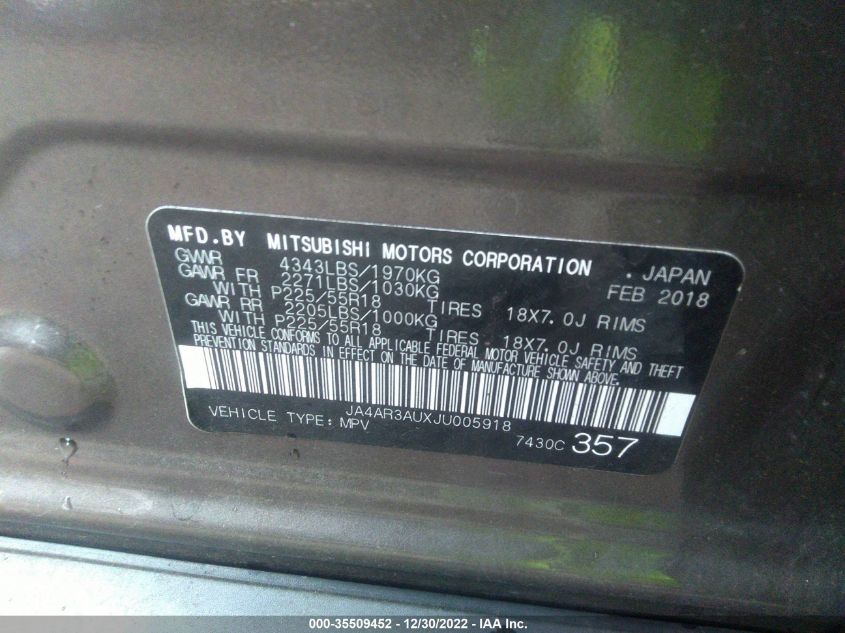 MFD.BY MITSUBISHI MOTORS CORPORATION . JAPAN
GVWR 4343LBS/1970KG FEB 2018
GAWR FR 2271LBS/1030KG
WITH P225/55R18 TIRES 18X7.0J RIMS
GAWR RR 2205LBS/1000KG
WITH P225/55R18 TIRES 18X7.0J RIMS
THIS VEHICLE CONFORMS TO ALL APPLICABLE FEDERAL MOTOR VEHICLE SAFETY AND THEFT
PREVENTION STANDARDS IN EFFECT ON THE DATE OF MANUFACTURE SHOWN ABOVE.
JA4AR3AUXJU005918
VEHICLE TYPE: MPV 7430C 357
000-35509452 - 12/30/2022 - IAA Inc.